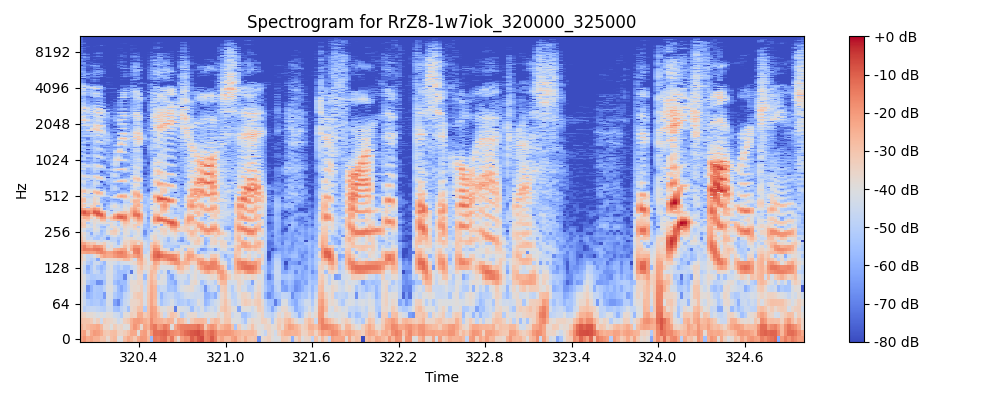 Spectrogram for RrZ8-1w7iok_320000_325000
8192
4096
2048
1024
512
256
128
64
0
Hz
320.4 321.0 321.6 322.2 322.8 323.4 324.0 324.6
Time
+0 dB
-10 dB
-20 dB
-30 dB
-40 dB
-50 dB
-60 dB
-70 dB
-80 dB